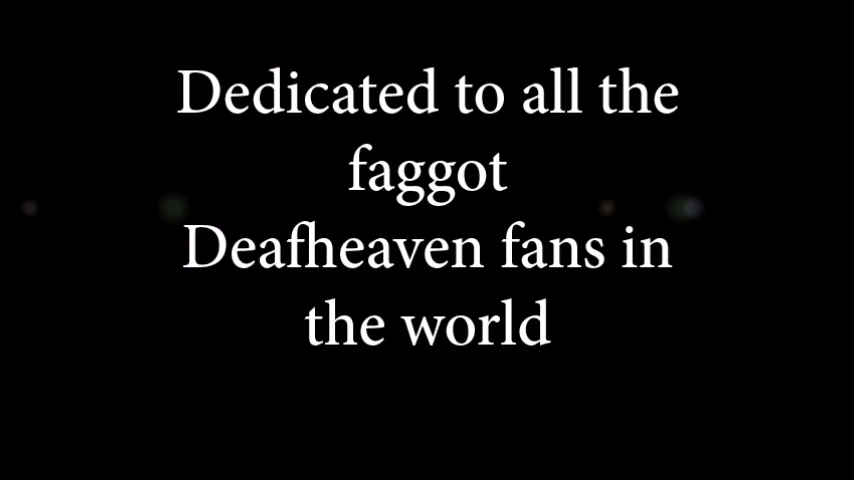 Dedicated to all the
faggot
Deafheaven fans in
the world